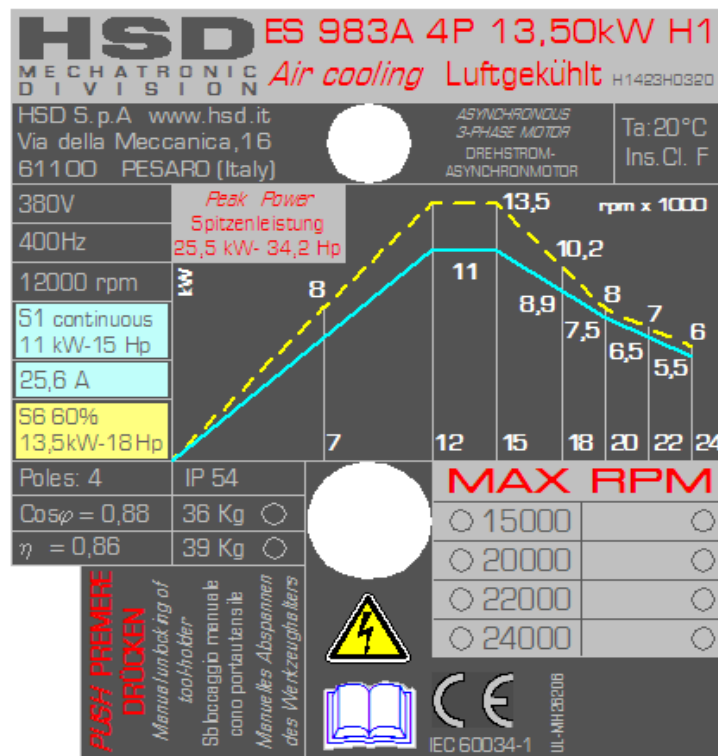 HSD
MECHATRONIC
DIVISION
ES 983A 4P 13,50kW H1
Air cooling Luftgekühlt H1423H0320
HSD S.p.A www.hsd.it
Via della Meccanica,16
61100 PESARO (Italy)
ASYNCHRONOUS
3-PHASE MOTOR
DREHSTROM-
ASYNCHRONMOTOR
Ta:20°C
Ins.Cl. F
380V
400Hz
12000 rpm
S1 continuous
11 kW-15 Hp
25,6 A
S6 60%
13,5kW-18Hp
Peak Power
Spitzenleistung
25,5 kW- 34,2 Hp
kW
rpm x 1000
13,5
10,2
8
11
8,9
8
7
6
7,5
6,5
5,5
7
12
15
18
20
22
24
Poles: 4
IP 54
Cosφ = 0,88
36 Kg
η = 0,86
39 Kg
MAX RPM
15000
20000
22000
24000
PUSH PREMERE
DRÜCKEN
Manual unlocking of
tool-holder
Sbloccaggio manuale
cono portautensile
Manuelles Abspannen
des Werkzeughalters
CE
IEC 60034-1
UL-MH26206